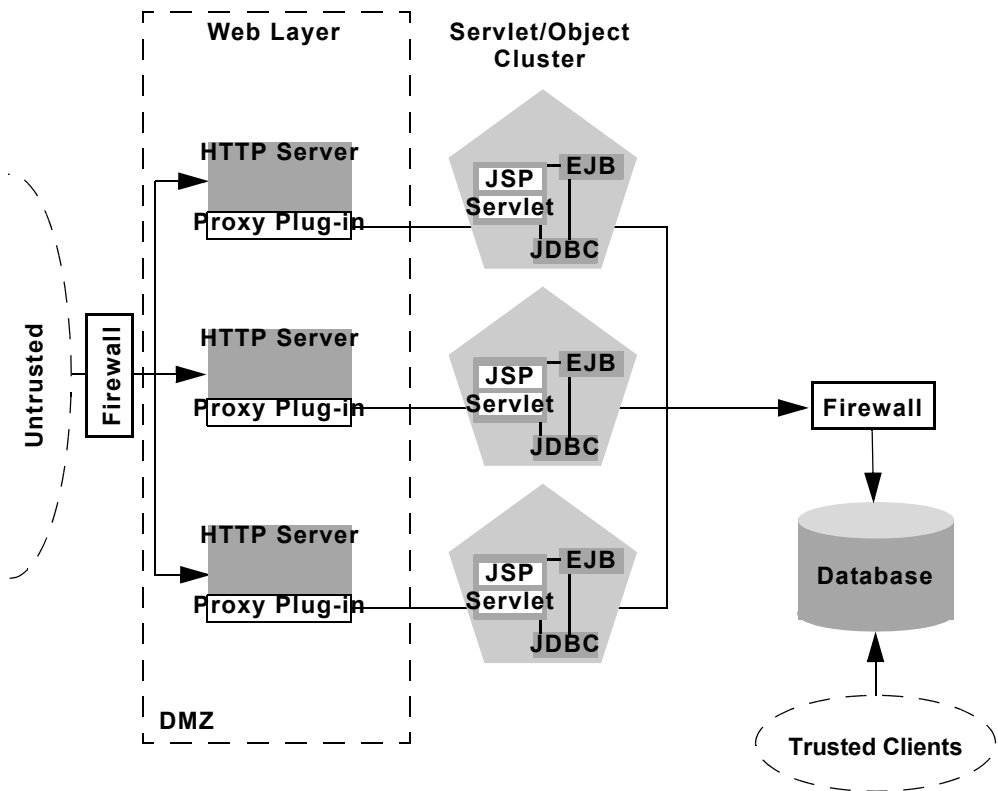 Web Layer
Servlet/Object
Cluster
HTTP Server
Proxy Plug-in
EJB
JSP
Servlet
JDBC
Untrusted
Firewall
HTTP Server
Proxy Plug-in
EJB
JSP
Servlet
JDBC
Firewall
HTTP Server
Proxy Plug-in
EJB
JSP
Servlet
JDBC
Database
DMZ
Trusted Clients